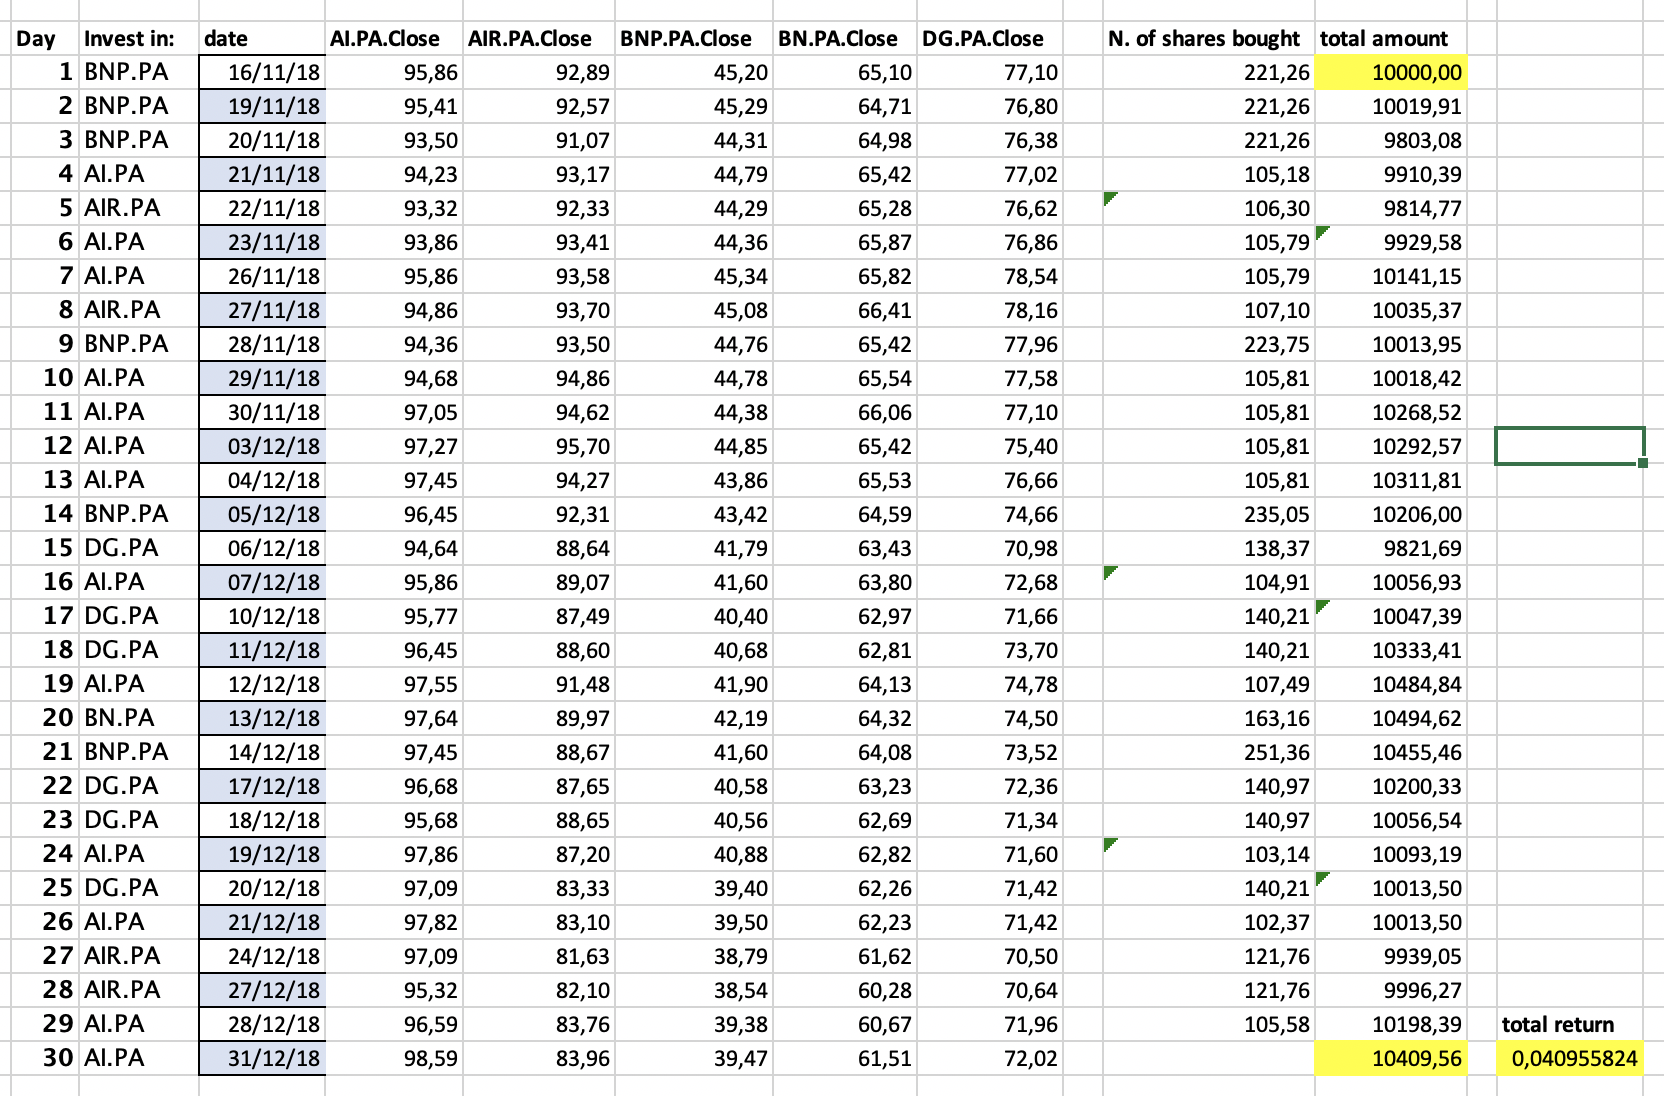 Day Invest in: date AI.PA.Close AIR.PA.Close BNP.PA.Close BN.PA.Close DG.PA.Close N. of shares bought total amount
1 BNP.PA 16/11/18 95,86 92,89 45,20 65,10 77,10 221,26 10000,00
2 BNP.PA 19/11/18 95,41 92,57 45,29 64,71 76,80 221,26 10019,91
3 BNP.PA 20/11/18 93,50 91,07 44,31 64,98 76,38 221,26 9803,08
4 AI.PA 21/11/18 94,23 93,17 44,79 65,42 77,02 105,18 9910,39
5 AIR.PA 22/11/18 93,32 92,33 44,29 65,28 76,62 106,30 9814,77
6 AI.PA 23/11/18 93,86 93,41 44,36 65,87 76,86 105,79 9929,58
7 AI.PA 26/11/18 95,86 93,58 45,34 65,82 78,54 105,79 10141,15
8 AIR.PA 27/11/18 94,86 93,70 45,08 66,41 78,16 107,10 10035,37
9 BNP.PA 28/11/18 94,36 93,50 44,76 65,42 77,96 223,75 10013,95
10 AI.PA 29/11/18 94,68 94,86 44,78 65,54 77,58 105,81 10018,42
11 AI.PA 30/11/18 97,05 94,62 44,38 66,06 77,10 105,81 10268,52
12 AI.PA 03/12/18 97,27 95,70 44,85 65,42 75,40 105,81 10292,57
13 AI.PA 04/12/18 97,45 94,27 43,86 65,53 76,66 105,81 10311,81
14 BNP.PA 05/12/18 96,45 92,31 43,42 64,59 74,66 235,05 10206,00
15 DG.PA 06/12/18 94,64 88,64 41,79 63,43 70,98 138,37 9821,69
16 AI.PA 07/12/18 95,86 89,07 41,60 63,80 72,68 104,91 10056,93
17 DG.PA 10/12/18 95,77 87,49 40,40 62,97 71,66 140,21 10047,39
18 DG.PA 11/12/18 96,45 88,60 40,68 62,81 73,70 140,21 10333,41
19 AI.PA 12/12/18 97,55 91,48 41,90 64,13 74,78 107,49 10484,84
20 BN.PA 13/12/18 97,64 89,97 42,19 64,32 74,50 163,16 10494,62
21 BNP.PA 14/12/18 97,45 88,67 41,60 64,08 73,52 251,36 10455,46
22 DG.PA 17/12/18 96,68 87,65 40,58 63,23 72,36 140,97 10200,33
23 DG.PA 18/12/18 95,68 88,65 40,56 62,69 71,34 140,97 10056,54
24 AI.PA 19/12/18 97,86 87,20 40,88 62,82 71,60 103,14 10093,19
25 DG.PA 20/12/18 97,09 83,33 39,40 62,26 71,42 140,21 10013,50
26 AI.PA 21/12/18 97,82 83,10 39,50 62,23 71,42 102,37 10013,50
27 AIR.PA 24/12/18 97,09 81,63 38,79 61,62 70,50 121,76 9939,05
28 AIR.PA 27/12/18 95,32 82,10 38,54 60,28 70,64 121,76 9996,27
29 AI.PA 28/12/18 96,59 83,76 39,38 60,67 71,96 105,58 10198,39 total return
30 AI.PA 31/12/18 98,59 83,96 39,47 61,51 72,02 10409,56 0,040955824